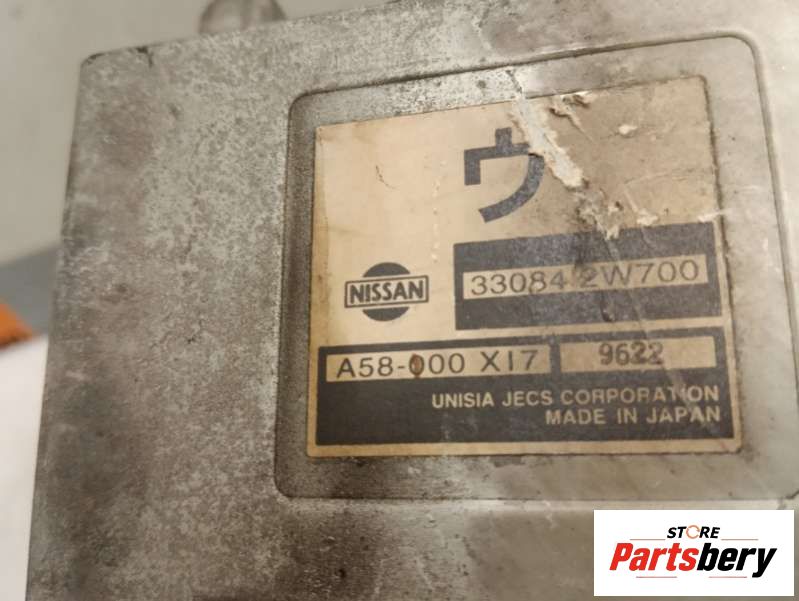 ウ
NISSAN
33084 2W700
A58-000 X17
9622
UNISIA JECS CORPORATION
MADE IN JAPAN
STORE
Partsbery